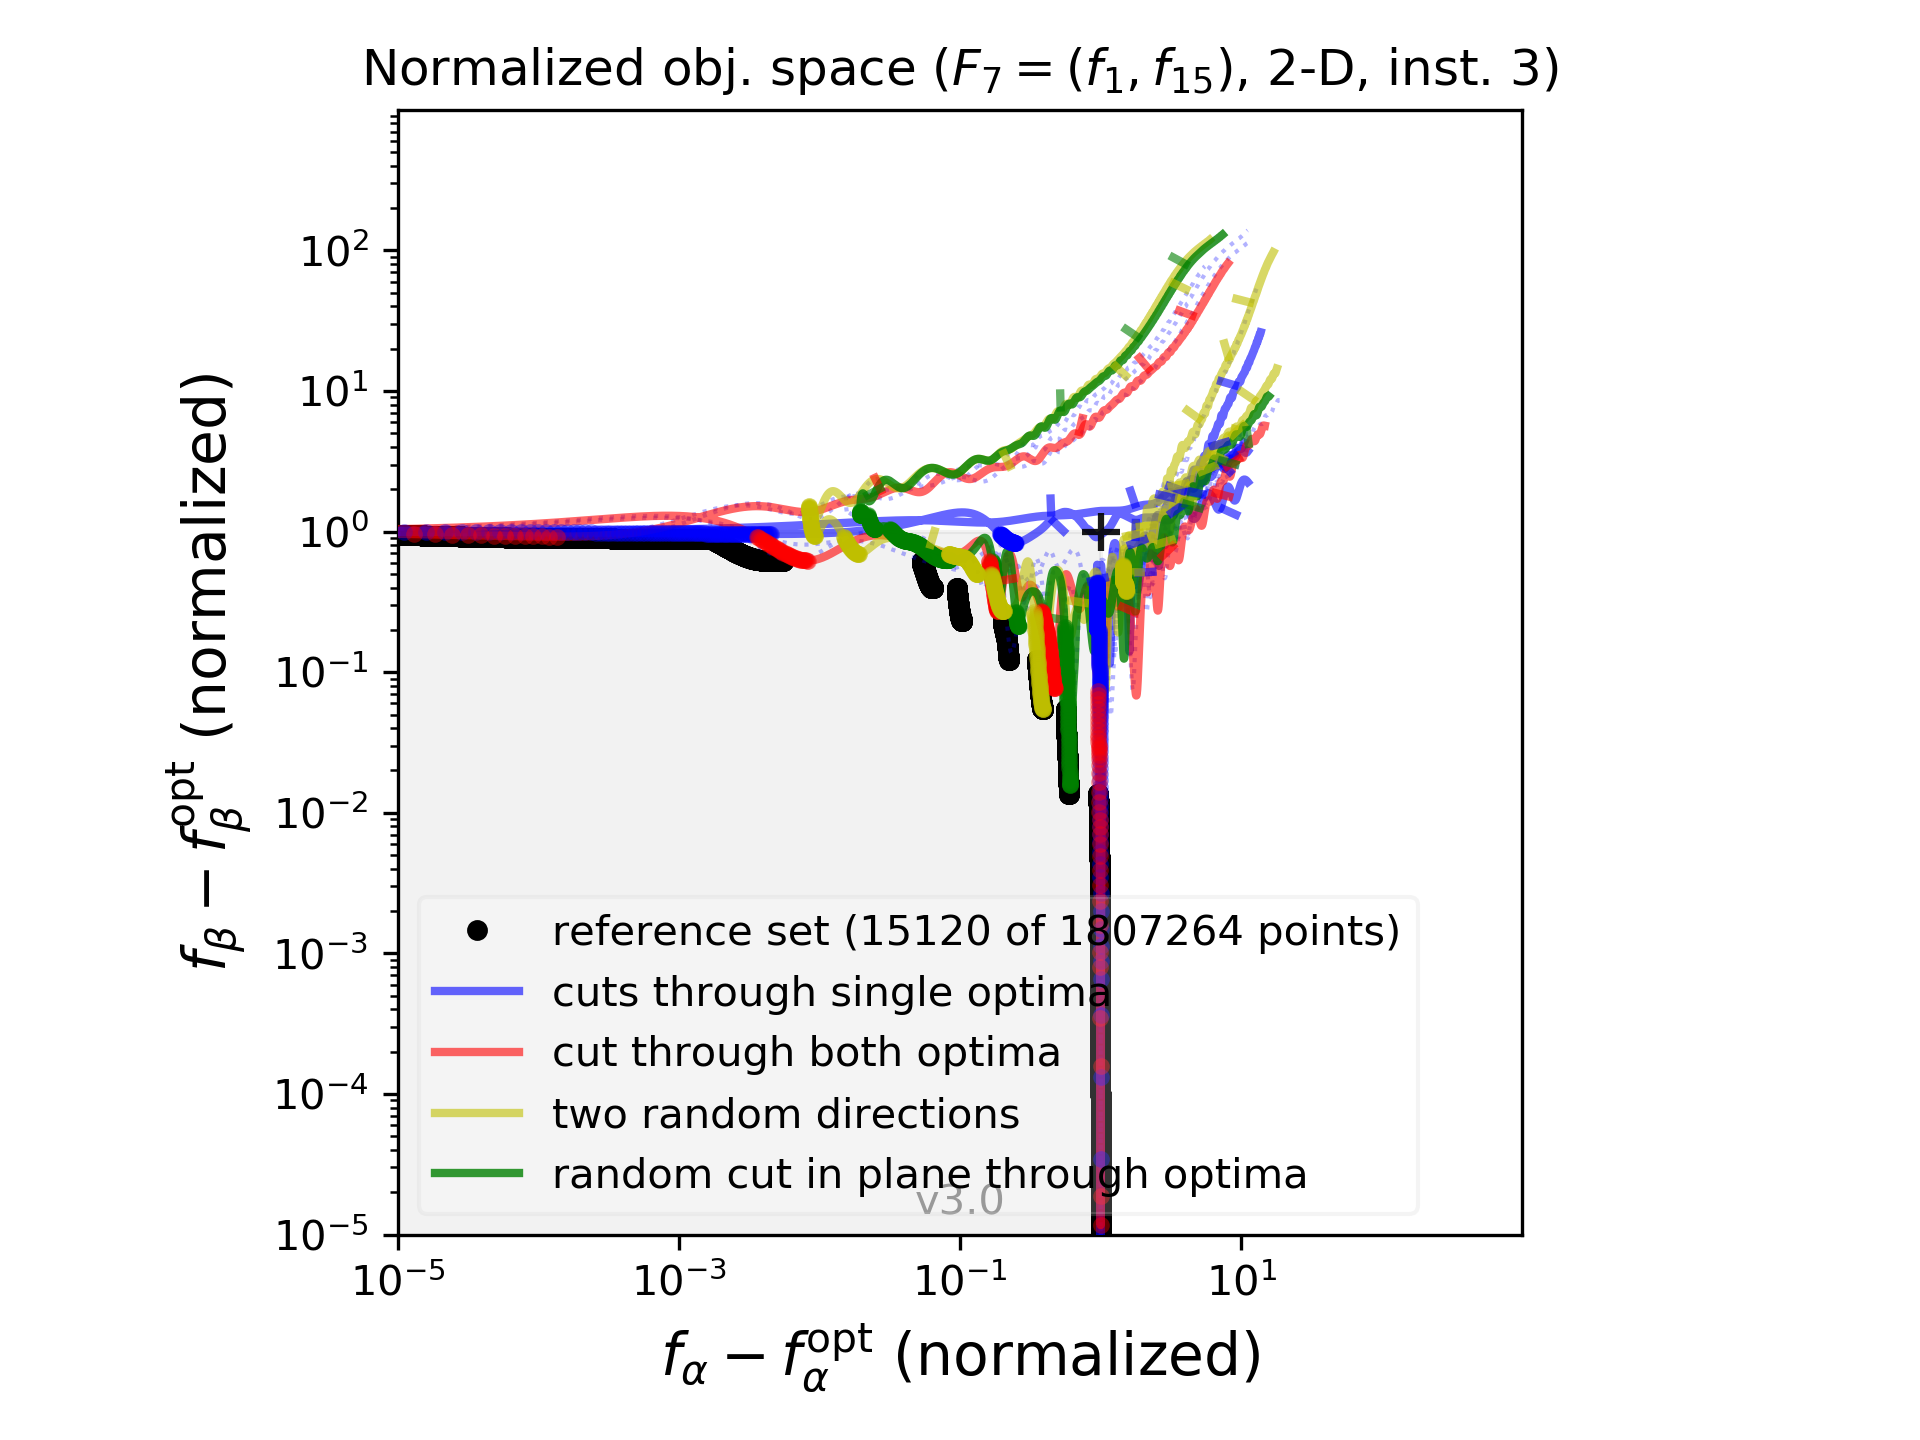 Normalized obj. space (F₇ = (f₁, f₁₅), 2-D, inst. 3)
f_β − f_β^opt (normalized)
10²
10¹
10⁰
10⁻¹
10⁻²
10⁻³
10⁻⁴
10⁻⁵
reference set (15120 of 1807264 points)
cuts through single optima
cut through both optima
two random directions
random cut in plane through optima
v3.0
10⁻⁵ 10⁻³ 10⁻¹ 10¹
f_α − f_α^opt (normalized)